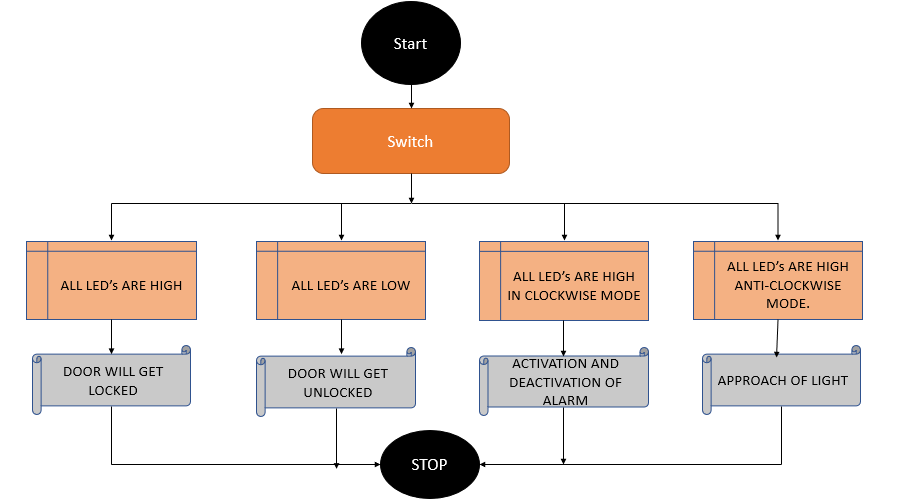 Start
Switch
ALL LED’s ARE HIGH
ALL LED’s ARE LOW
ALL LED’s ARE HIGH
IN CLOCKWISE MODE
ALL LED’s ARE HIGH
ANTI-CLOCKWISE
MODE.
DOOR WILL GET
LOCKED
DOOR WILL GET
UNLOCKED
ACTIVATION AND
DEACTIVATION OF
ALARM
APPROACH OF LIGHT
STOP